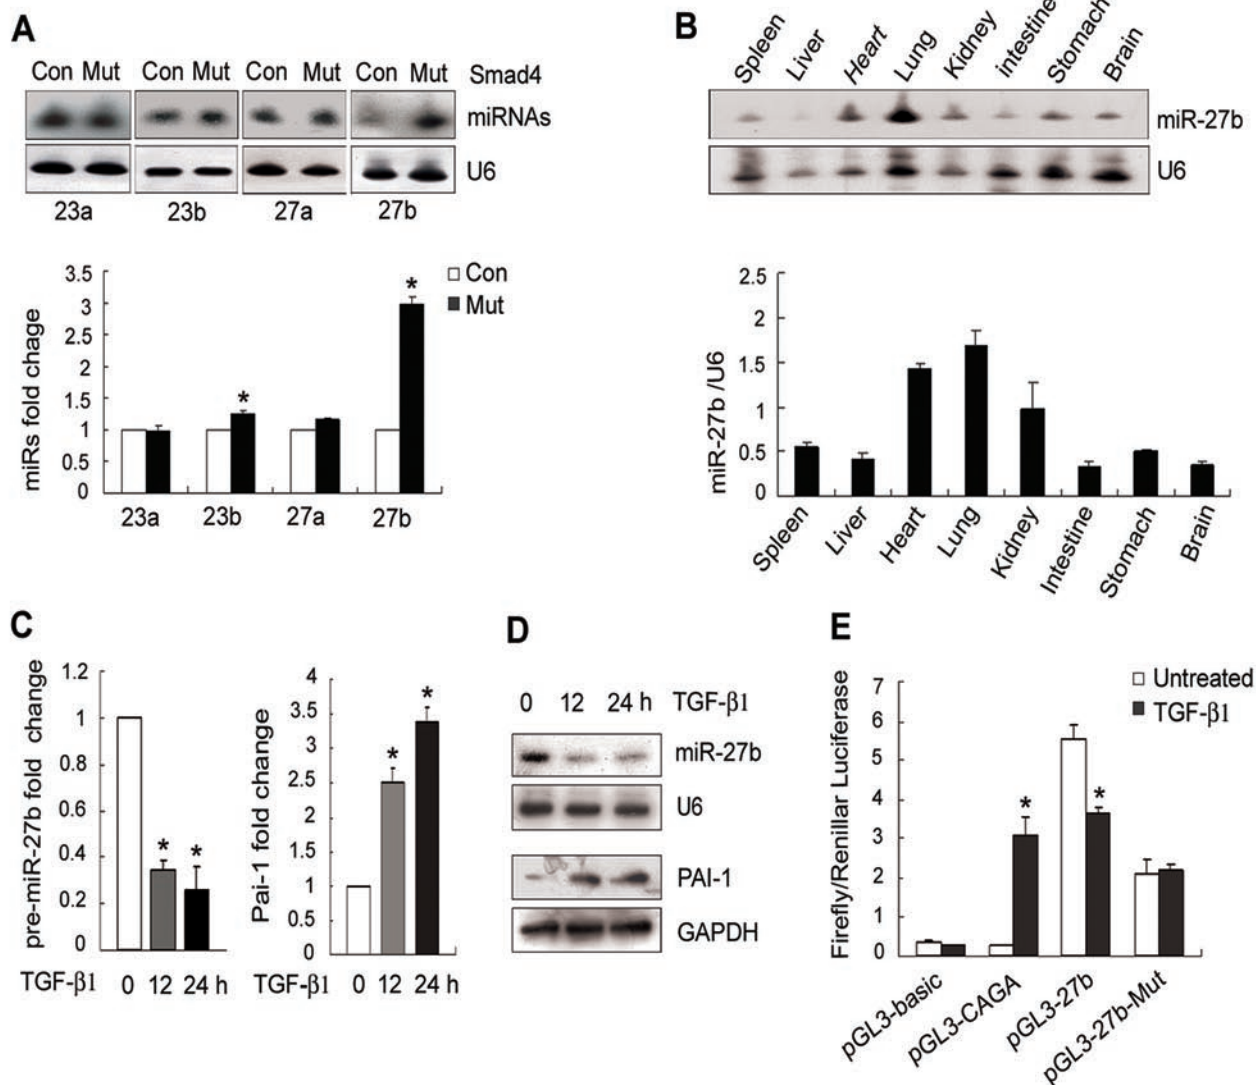 A
Con Mut Con Mut Con Mut Con Mut Smad4
miRNAs
U6
23a 23b 27a 27b
3.5
3
2.5
2
1.5
1
0.5
0
miRs fold chage
Con
Mut
*
*
23a 23b 27a 27b
B
Spleen Liver Heart Lung Kidney intestine Stomach Brain
miR-27b
U6
2.5
2
1.5
1
0.5
0
miR-27b /U6
Spleen Liver Heart Lung Kidney Intestine Stomach Brain
C
1.2
1
0.8
0.6
0.4
0.2
0
pre-miR-27b fold change
* *
TGF-β1 0 12 24 h
4
3.5
3
2.5
2
1.5
1
0.5
0
Pai-1 fold change
* *
TGF-β1 0 12 24 h
D
0 12 24 h TGF-β1
miR-27b
U6
PAI-1
GAPDH
E
7
6
5
4
3
2
1
0
Firefly/Renillar Luciferase
Untreated
TGF-β1
* *
pGL3-basic pGL3-CAGA pGL3-27b pGL3-27b-Mut